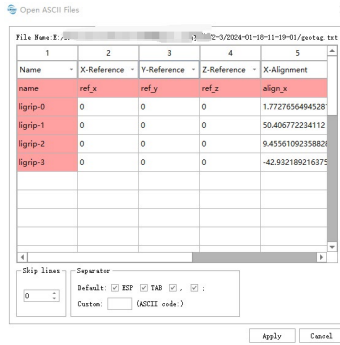 Open ASCII Files
File Name:E:/ 2-3/2024-01-18-11-19-01/geotag.txt
1 2 3 4 5
Name X-Reference Y-Reference Z-Reference X-Alignment
name ref_x ref_y ref_z align_x
ligrip-0 0 0 0 1.7727656494528
ligrip-1 0 0 0 50.406772234112
ligrip-2 0 0 0 9.4556109235882
ligrip-3 0 0 0 -42.932189216375
Skip lines Separator
0
Default: ESP TAB , ;
Custom: (ASCII code:)
Apply Cancel